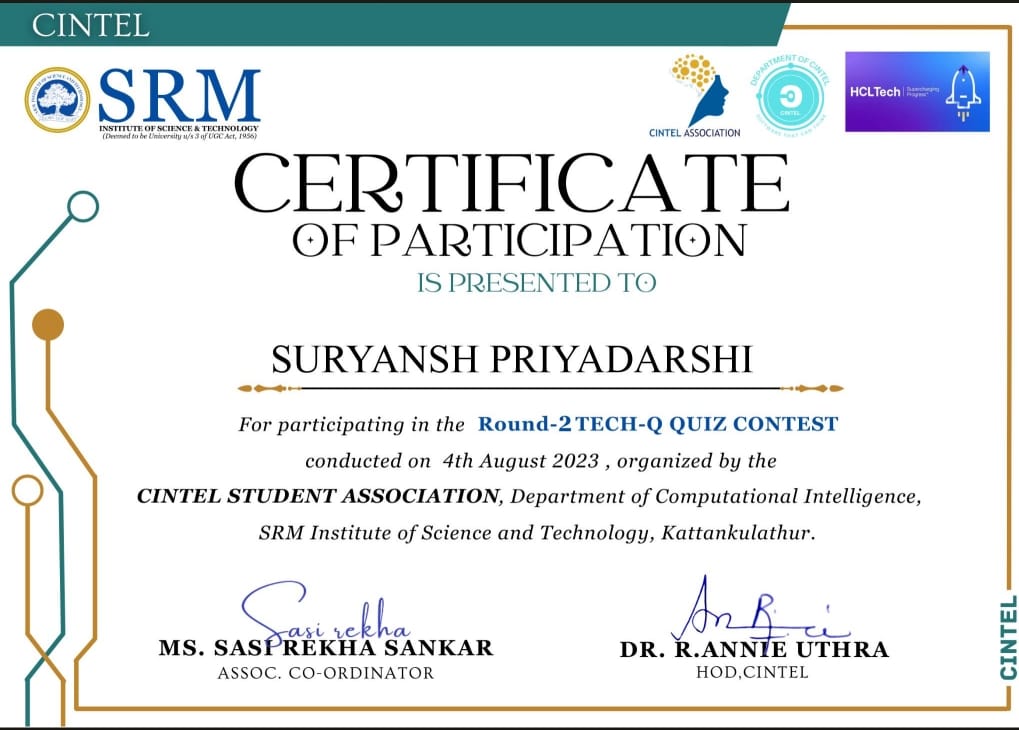 CINTEL
SRM
INSTITUTE OF SCIENCE & TECHNOLOGY
(Deemed to be University u/s 3 of UGC Act, 1956)
CINTEL ASSOCIATION
DEPARTMENT OF CINTEL
CINTEL
SOFTWARE THAT CAN THINK
HCLTech
Supercharging
Progress™
CERTIFICATE
OF PARTICIPATION
IS PRESENTED TO
SURYANSH PRIYADARSHI
For participating in the Round-2 TECH-Q QUIZ CONTEST
conducted on 4th August 2023 , organized by the
CINTEL STUDENT ASSOCIATION, Department of Computational Intelligence,
SRM Institute of Science and Technology, Kattankulathur.
Sasi rekha
MS. SASI REKHA SANKAR
ASSOC. CO-ORDINATOR
DR. R.ANNIE UTHRA
HOD,CINTEL
CINTEL